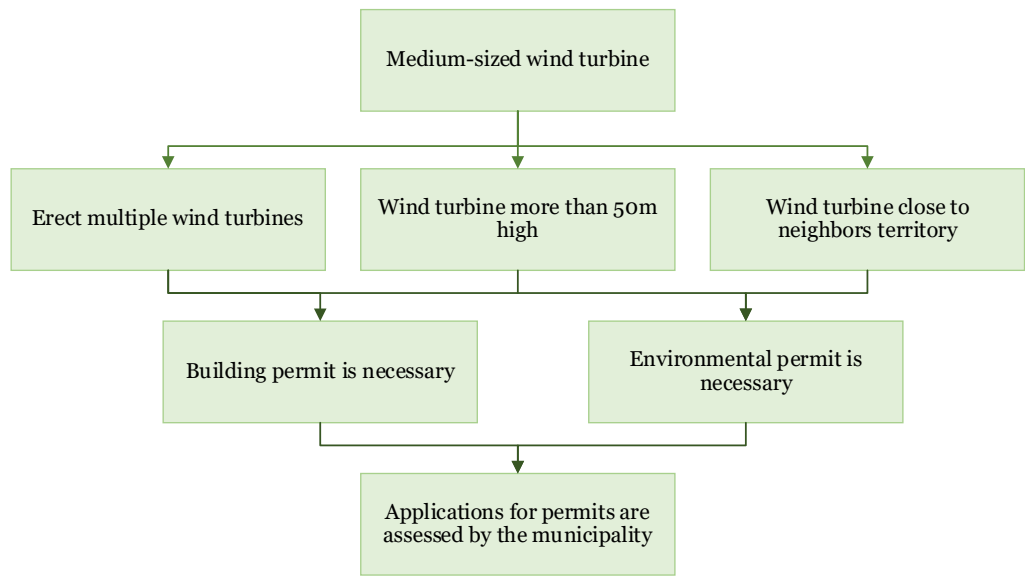 Medium-sized wind turbine
Erect multiple wind turbines
Wind turbine more than 50m
high
Wind turbine close to
neighbors territory
Building permit is necessary
Environmental permit is
necessary
Applications for permits are
assessed by the municipality